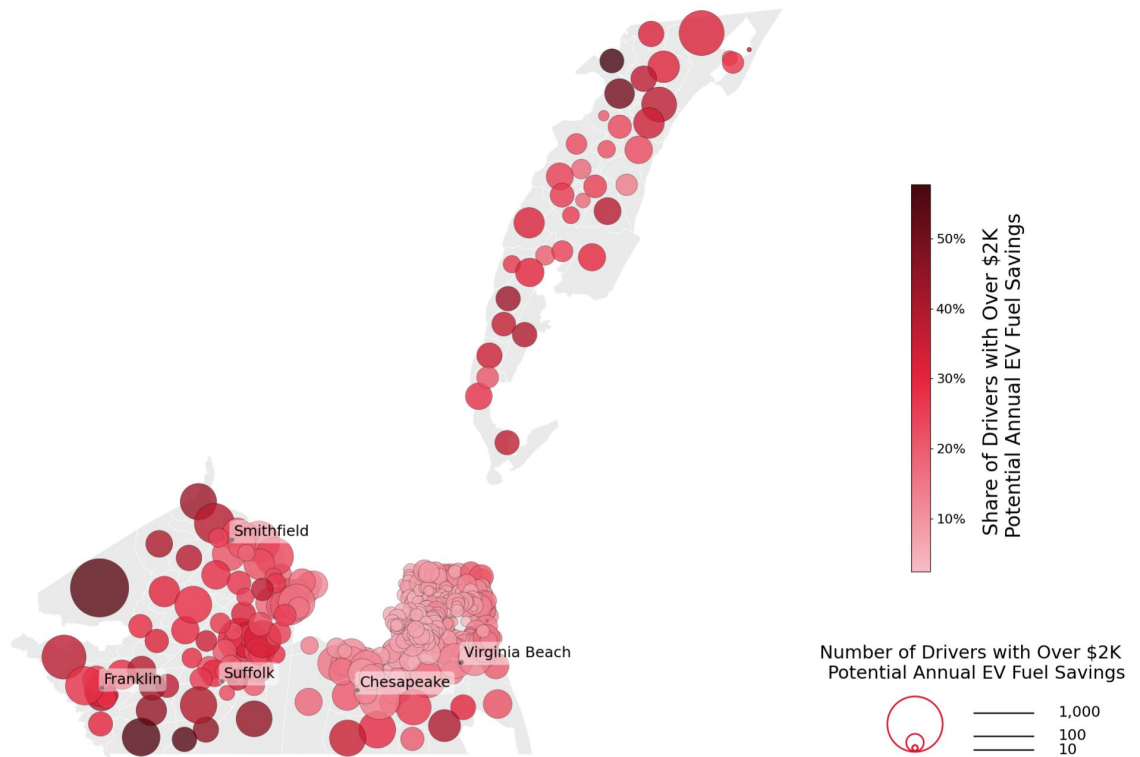 50%
40%
30%
20%
10%
Share of Drivers with Over $2K
Potential Annual EV Fuel Savings
Smithfield
Virginia Beach
Franklin
Suffolk
Chesapeake
Number of Drivers with Over $2K
Potential Annual EV Fuel Savings
1,000
100
10